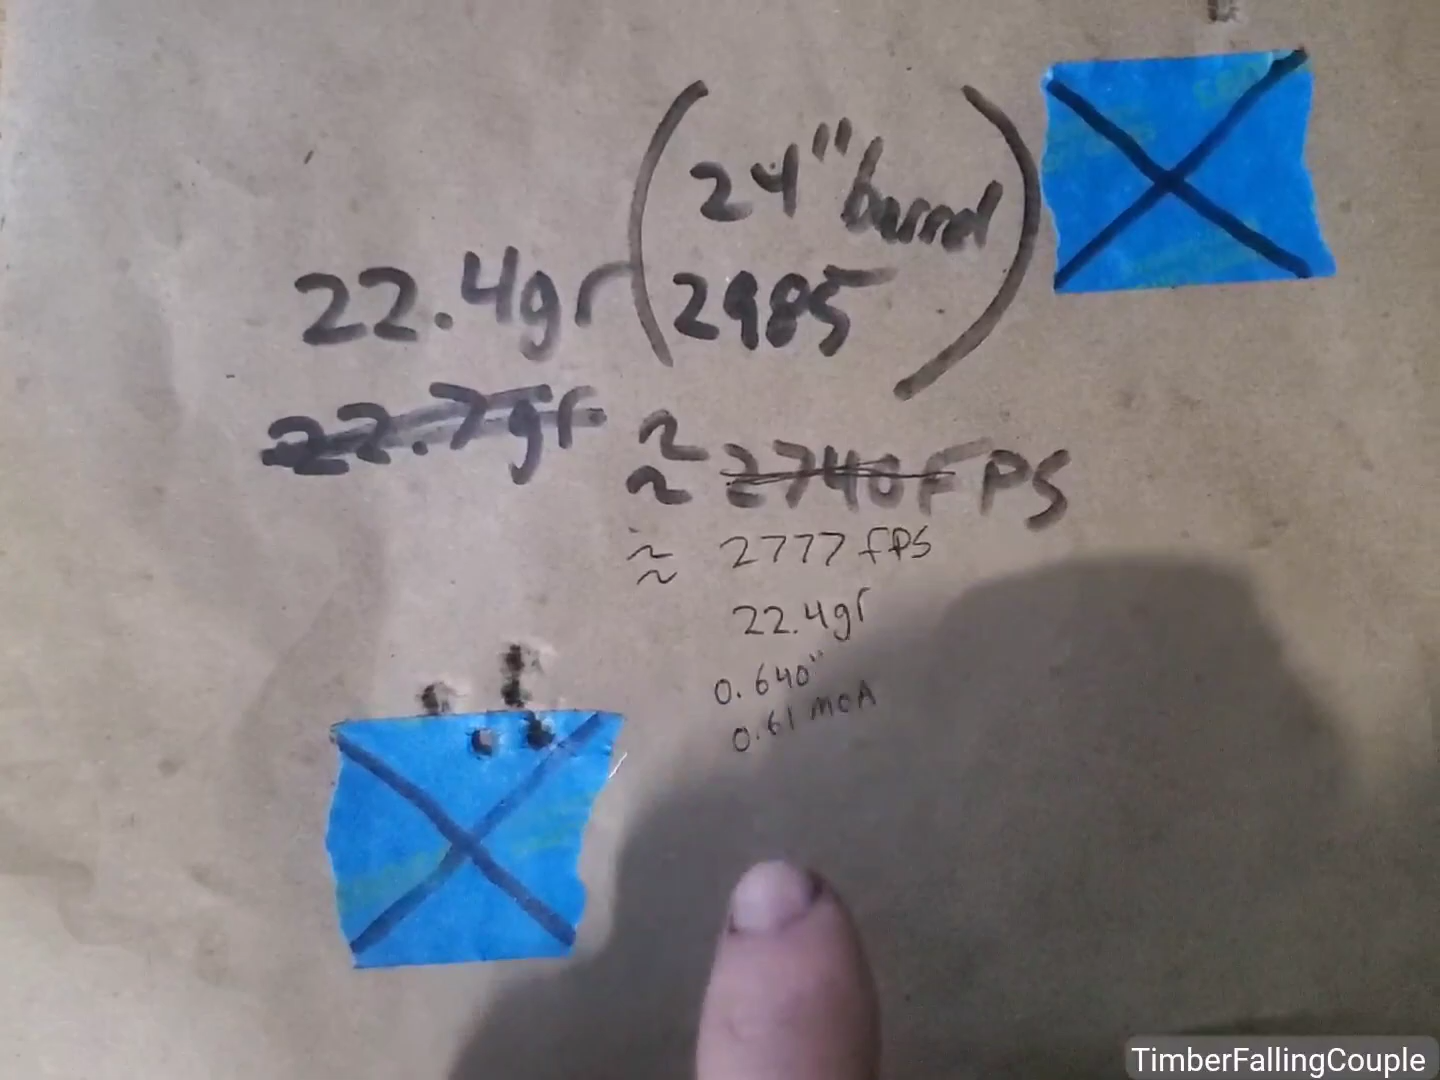 24" barrel
22.4gr ( 2985 )
22.7gr. ≈ 2740 FPS
≈ 2777 fPS
22.4gr
0.640"
0.61 MOA
TimberFallingCouple